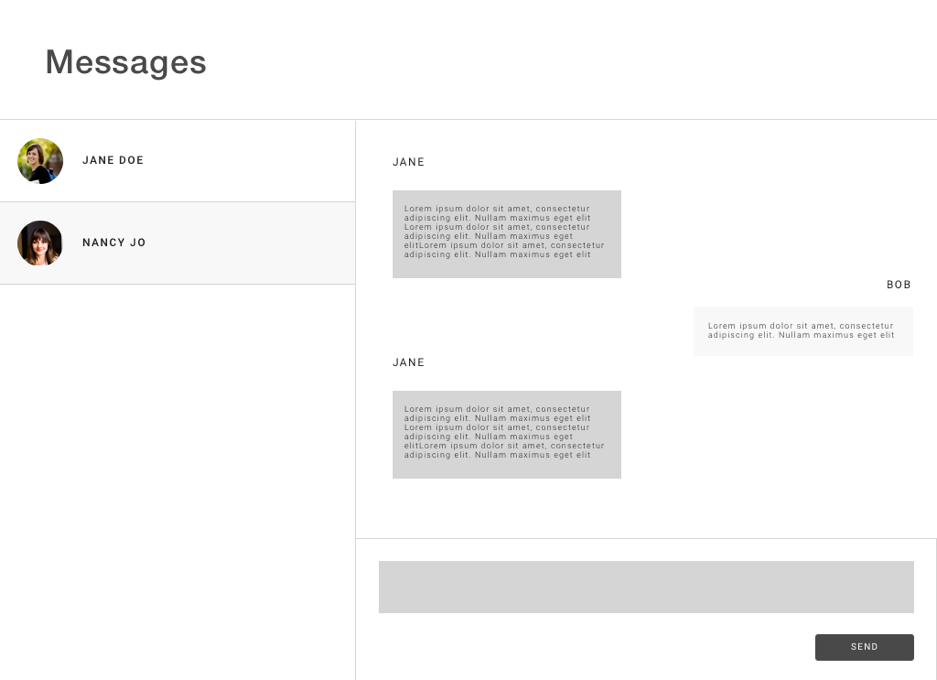 Messages
JANE DOE
NANCY JO
JANE
Lorem ipsum dolor sit amet, consectetur
adipiscing elit. Nullam maximus eget elit
Lorem ipsum dolor sit amet, consectetur
adipiscing elit. Nullam maximus eget
elitLorem ipsum dolor sit amet, consectetur
adipiscing elit. Nullam maximus eget elit
BOB
Lorem ipsum dolor sit amet, consectetur
adipiscing elit. Nullam maximus eget elit
JANE
Lorem ipsum dolor sit amet, consectetur
adipiscing elit. Nullam maximus eget elit
Lorem ipsum dolor sit amet, consectetur
adipiscing elit. Nullam maximus eget
elitLorem ipsum dolor sit amet, consectetur
adipiscing elit. Nullam maximus eget elit
SEND